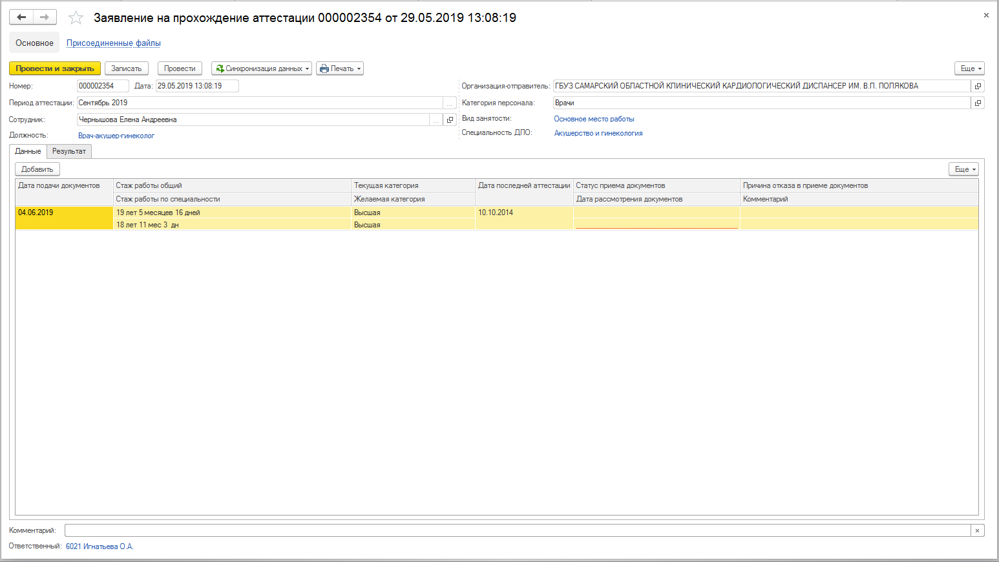 Заявление на прохождение аттестации 000002354 от 29.05.2019 13:08:19
Основное Присоединенные файлы
Провести и закрыть Записать Провести Синхронизация данных Печать Еще
Номер: 000002354 Дата: 29.05.2019 13:08:19 Организация-отправитель: ГБУЗ САМАРСКИЙ ОБЛАСТНОЙ КЛИНИЧЕСКИЙ КАРДИОЛОГИЧЕСКИЙ ДИСПАНСЕР ИМ. В.П. ПОЛЯКОВА
Период аттестации: Сентябрь 2019 ... Категория персонала: Врачи
Сотрудник: Чернышова Елена Андреевна ... Вид занятости: Основное место работы
Должность: Врач-акушер-гинеколог Специальность ДПО: Акушерство и гинекология
Данные Результат
Добавить Еще
Дата подачи документов Стаж работы общий Текущая категория Дата последней аттестации Статус приема документов Причина отказа в приеме документов
Стаж работы по специальности Желаемая категория Дата рассмотрения документов Комментарий
04.06.2019 19 лет 5 месяцев 16 дней Высшая 10.10.2014
18 лет 11 мес 3 дн Высшая
Комментарий:
Ответственный: 6021 Игнатьева О.А.